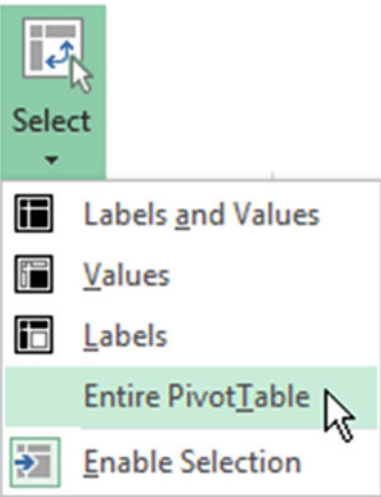 Select
Labels and Values
Values
Labels
Entire PivotTable
Enable Selection